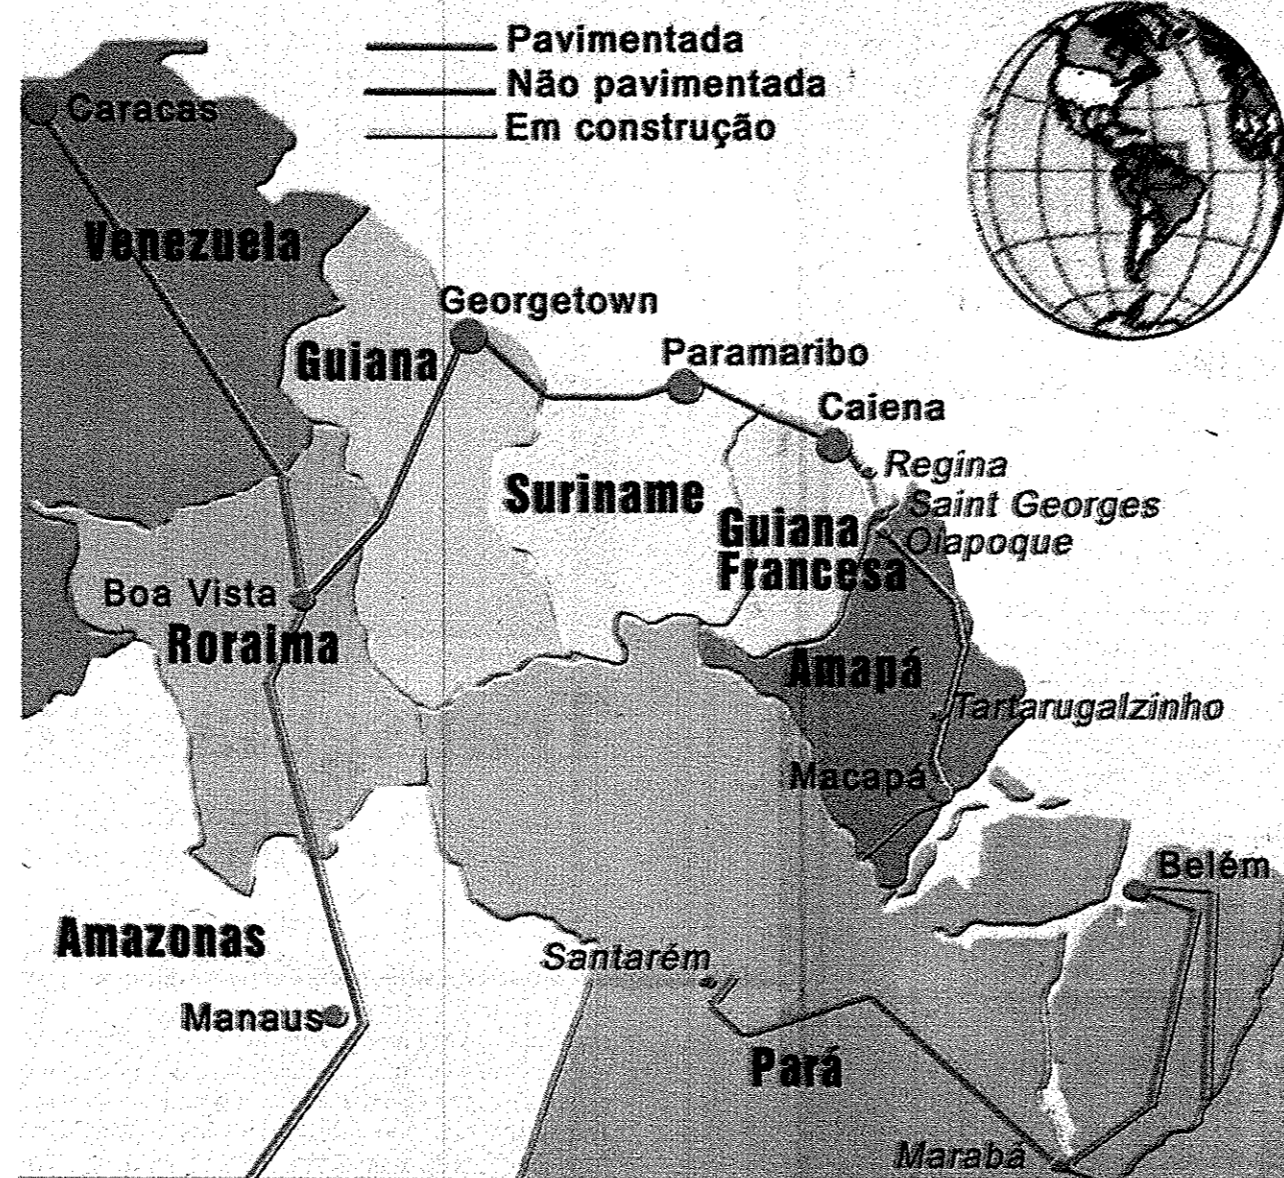 Pavimentada
Não pavimentada
Em construção
Caracas
Venezuela
Georgetown
Guiana
Paramaribo
Caiena
Regina
Suriname
Saint Georges
Guiana
Francesa
Oiapoque
Boa Vista
Roraima
Amapá
Tartarugalzinho
Macapá
Belém
Amazonas
Santarém
Manaus
Pará
Marabá